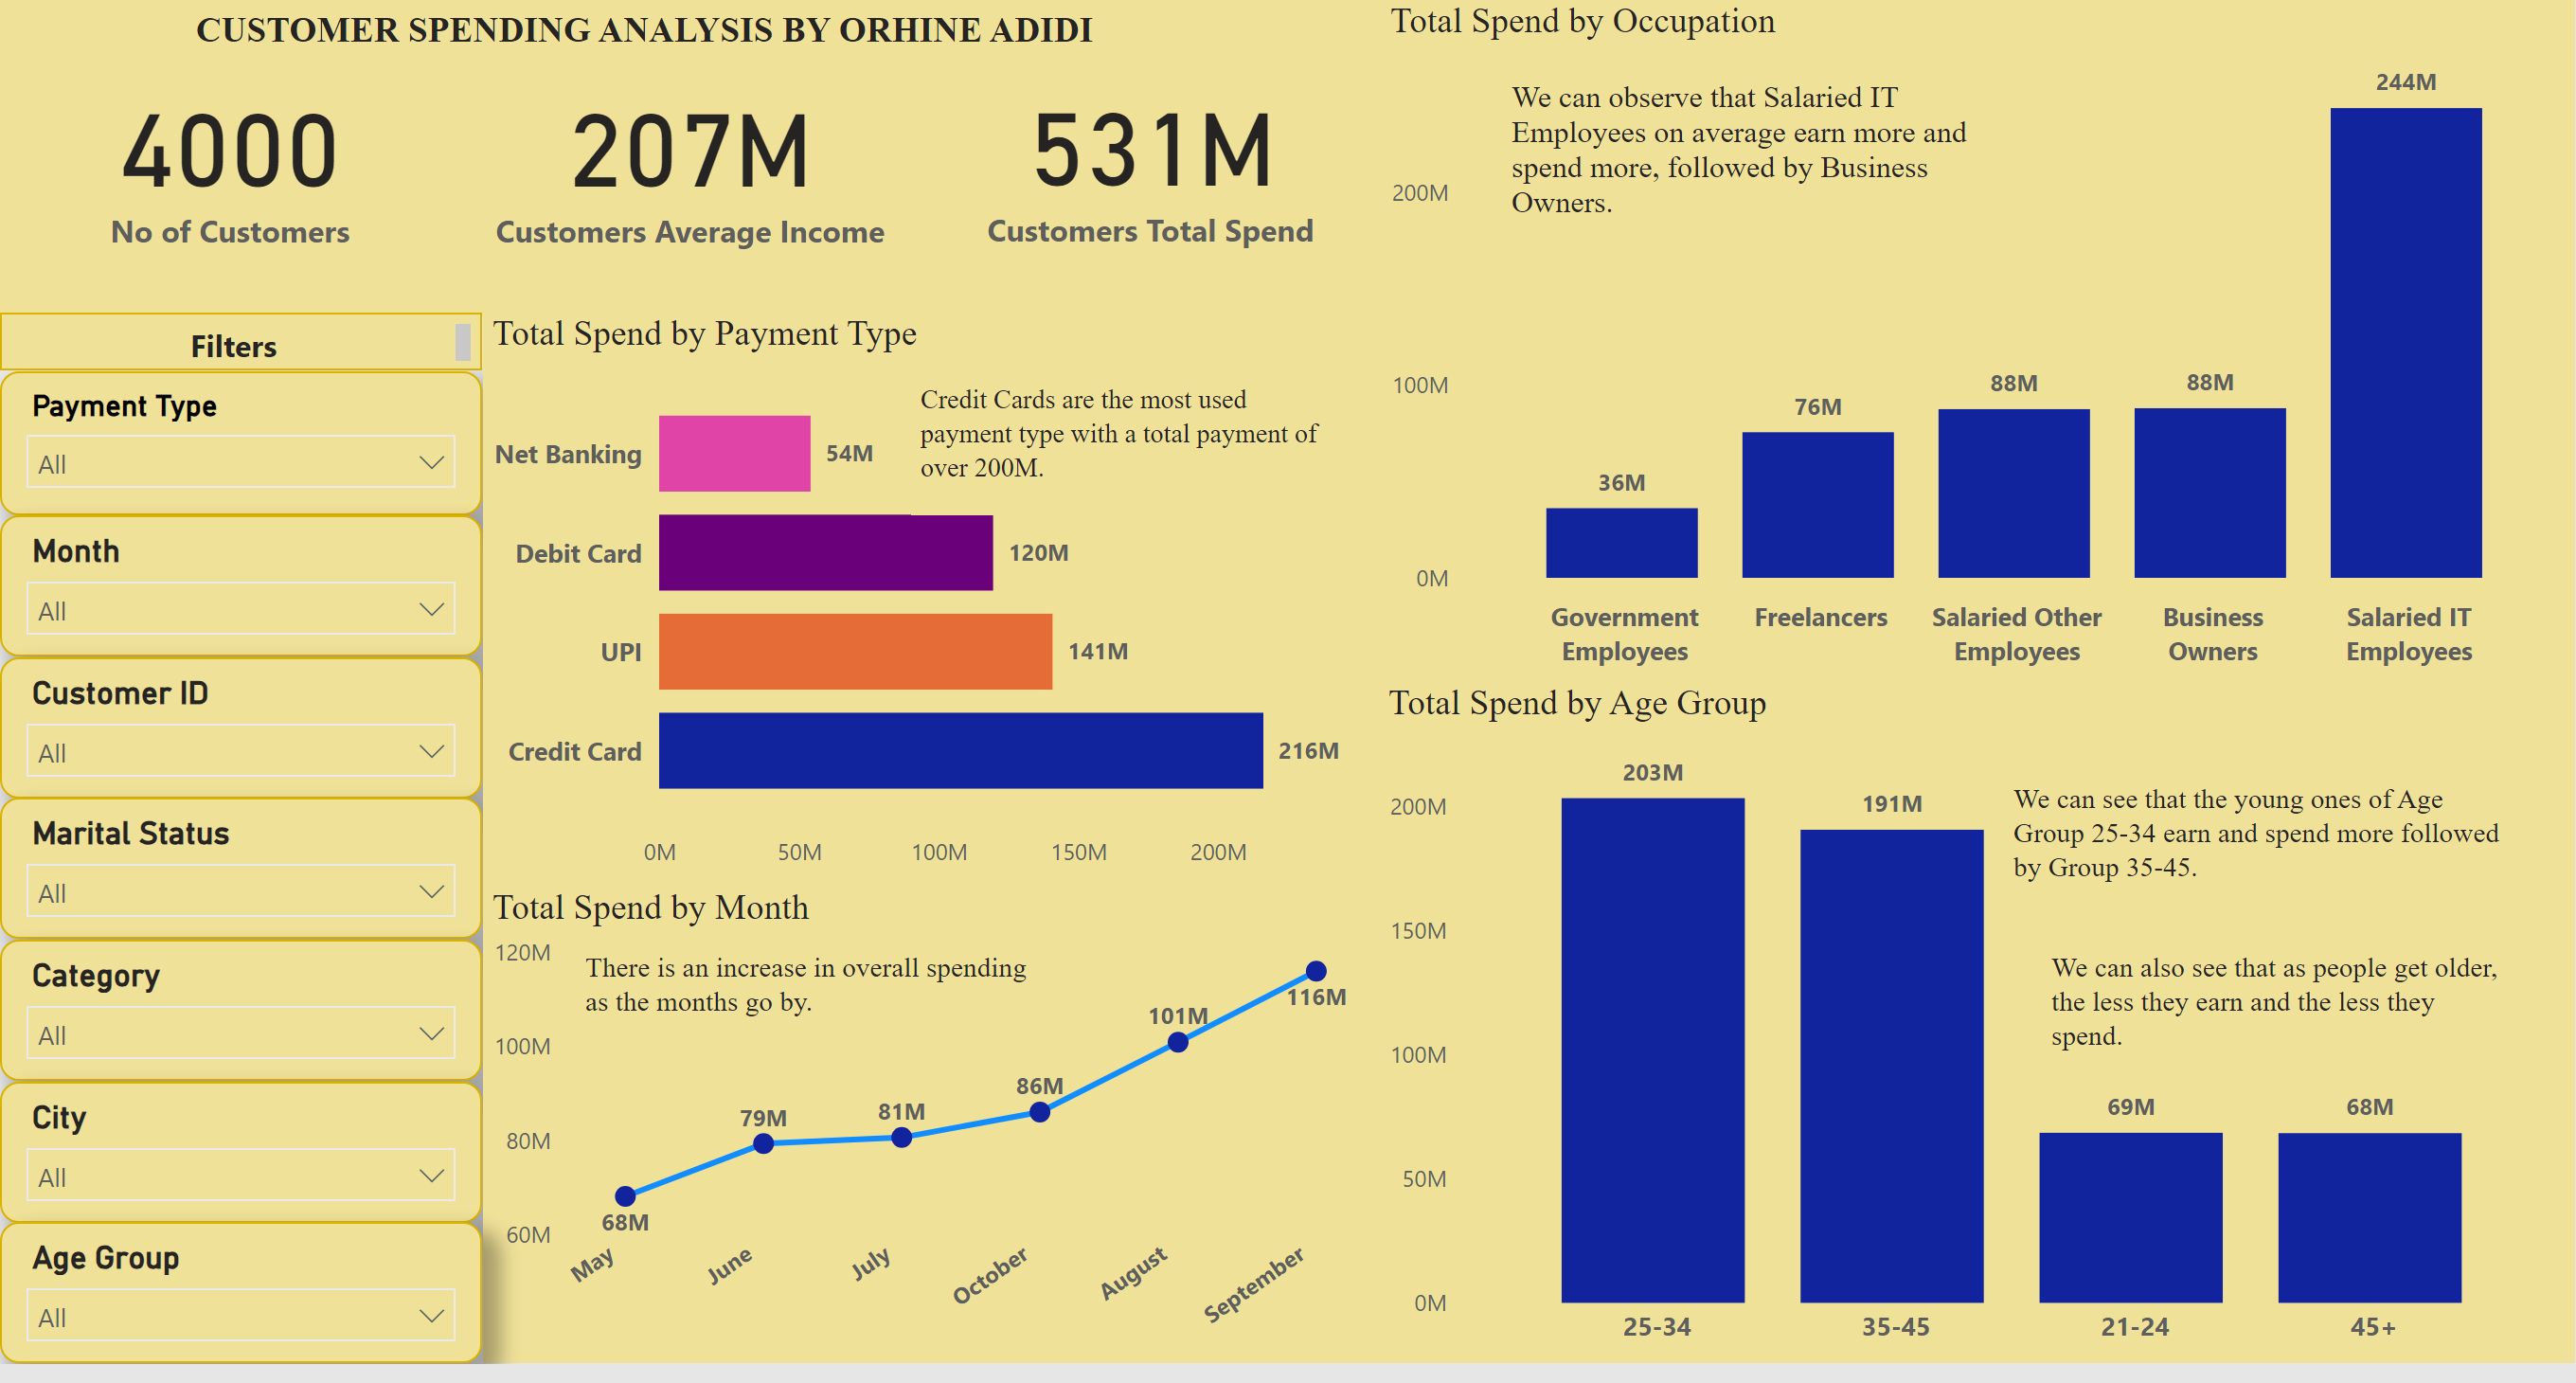 CUSTOMER SPENDING ANALYSIS BY ORHINE ADIDI
4000
No of Customers
207M
Customers Average Income
531M
Customers Total Spend
Filters
Payment Type
All
Month
All
Customer ID
All
Marital Status
All
Category
All
City
All
Age Group
All
Total Spend by Payment Type
Credit Cards are the most used
payment type with a total payment of
over 200M.
Net Banking
54M
Debit Card
120M
UPI
141M
Credit Card
216M
0M
50M
100M
150M
200M
Total Spend by Month
There is an increase in overall spending
as the months go by.
120M
100M
80M
60M
68M
79M
81M
86M
101M
116M
May
June
July
October
August
September
Total Spend by Occupation
We can observe that Salaried IT
Employees on average earn more and
spend more, followed by Business
Owners.
200M
100M
0M
36M
76M
88M
88M
244M
Government
Employees
Freelancers
Salaried Other
Employees
Business
Owners
Salaried IT
Employees
Total Spend by Age Group
We can see that the young ones of Age
Group 25-34 earn and spend more followed
by Group 35-45.
We can also see that as people get older,
the less they earn and the less they
spend.
200M
150M
100M
50M
0M
203M
191M
69M
68M
25-34
35-45
21-24
45+